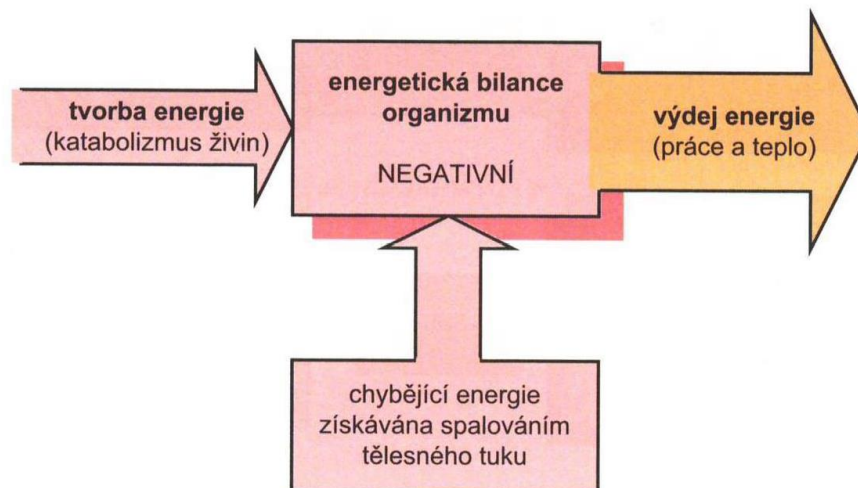 tvorba energie
(katabolizmus živin)
energetická bilance
organizmu
NEGATIVNÍ
výdej energie
(práce a teplo)
chybějící energie
získávána spalováním
tělesného tuku